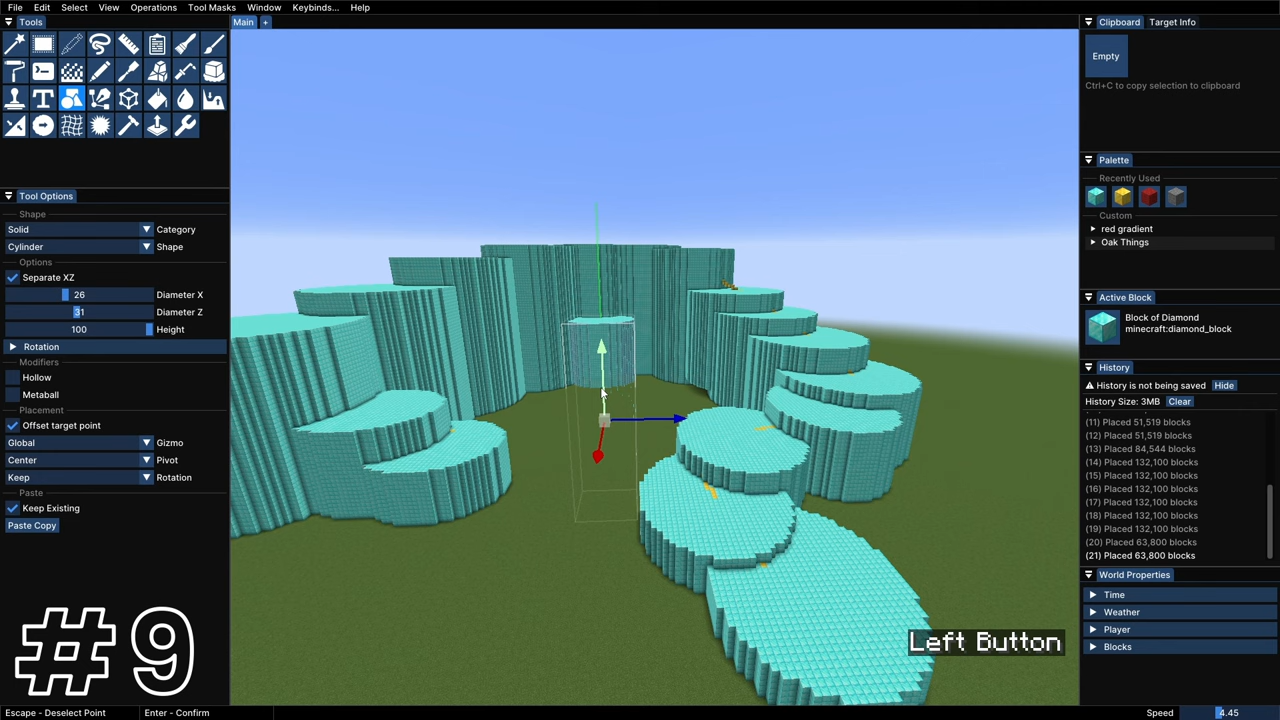 File Edit Select View Operations Tool Masks Window Keybinds... Help
Tools
Main +
Clipboard Target Info
Empty
Ctrl+C to copy selection to clipboard
Palette
Recently Used
Custom
red gradient
Oak Things
Active Block
Block of Diamond
minecraft:diamond_block
History
History is not being saved Hide
History Size: 3MB Clear
(11) Placed 51,519 blocks
(12) Placed 51,519 blocks
(13) Placed 84,544 blocks
(14) Placed 132,100 blocks
(15) Placed 132,100 blocks
(16) Placed 132,100 blocks
(17) Placed 132,100 blocks
(18) Placed 132,100 blocks
(19) Placed 132,100 blocks
(20) Placed 63,800 blocks
(21) Placed 63,800 blocks
World Properties
Time
Weather
Player
Blocks
Tool Options
Shape
Solid Category
Cylinder Shape
Options
Separate XZ
26 Diameter X
31 Diameter Z
100 Height
Rotation
Modifiers
Hollow
Metaball
Placement
Offset target point
Global Gizmo
Center Pivot
Keep Rotation
Paste
Keep Existing
Paste Copy
#9
Left Button
Escape - Deselect Point Enter - Confirm
Speed 4.45